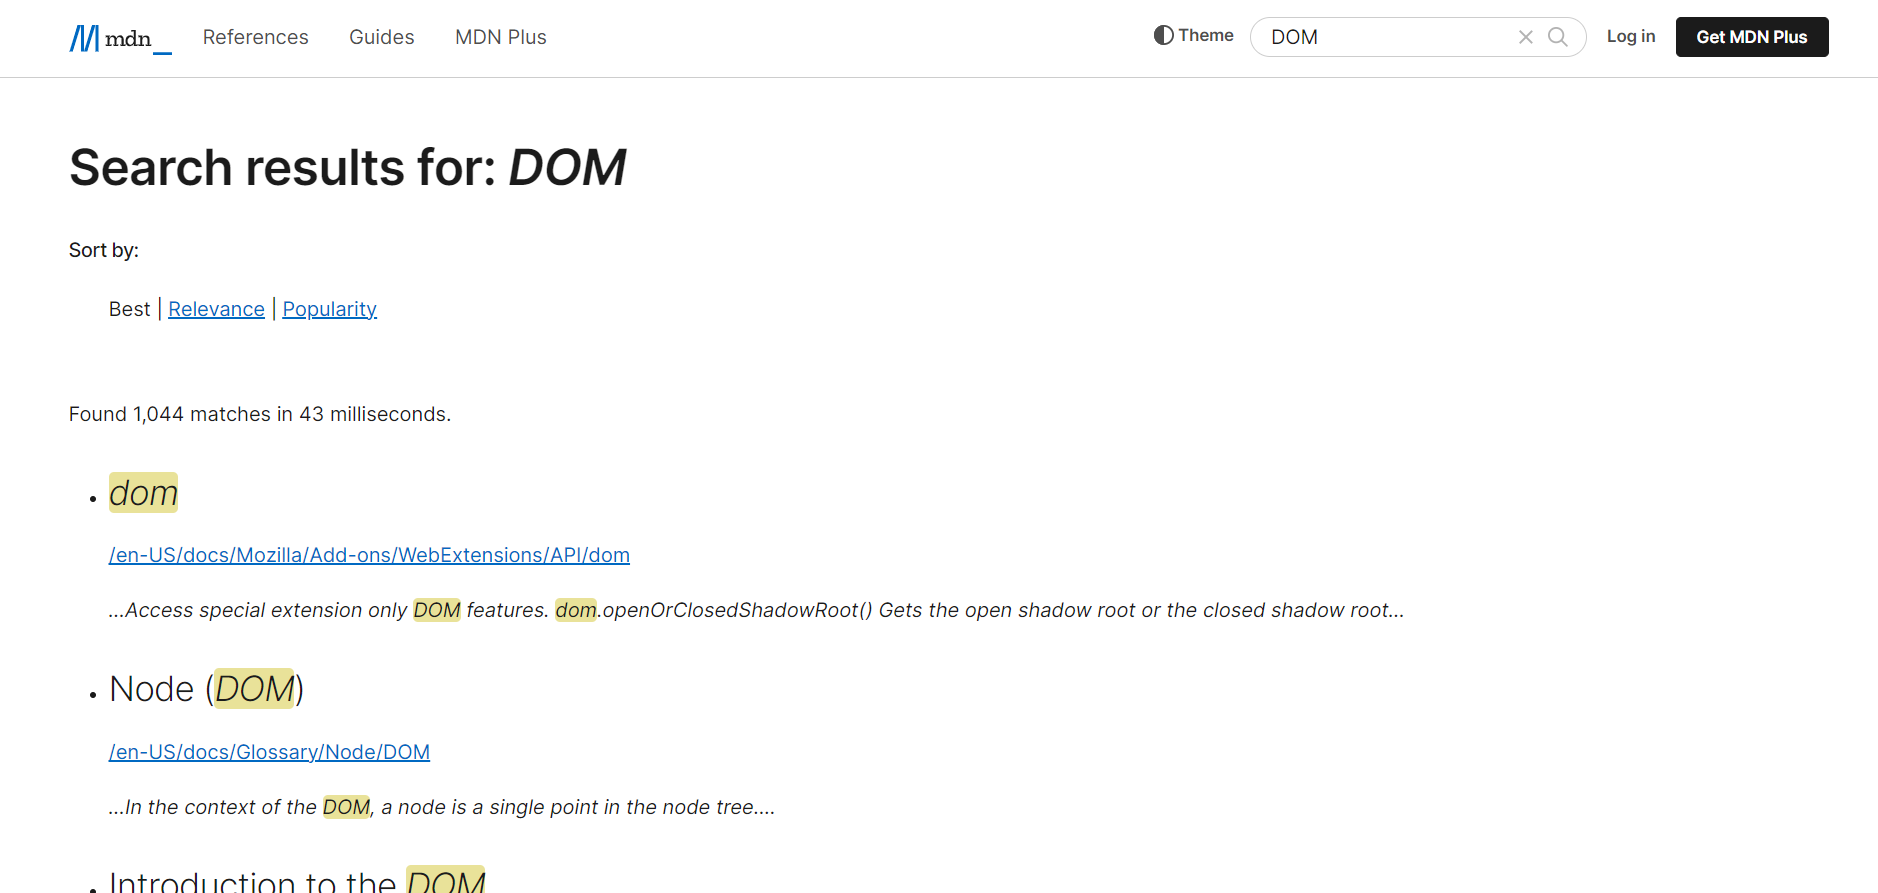 mdn_ References Guides MDN Plus Theme DOM Log in Get MDN Plus
Search results for: DOM
Sort by:
Best | Relevance | Popularity
Found 1,044 matches in 43 milliseconds.
dom
/en-US/docs/Mozilla/Add-ons/WebExtensions/API/dom
…Access special extension only DOM features. dom.openOrClosedShadowRoot() Gets the open shadow root or the closed shadow root…
Node (DOM)
/en-US/docs/Glossary/Node/DOM
…In the context of the DOM, a node is a single point in the node tree.…
Introduction to the DOM